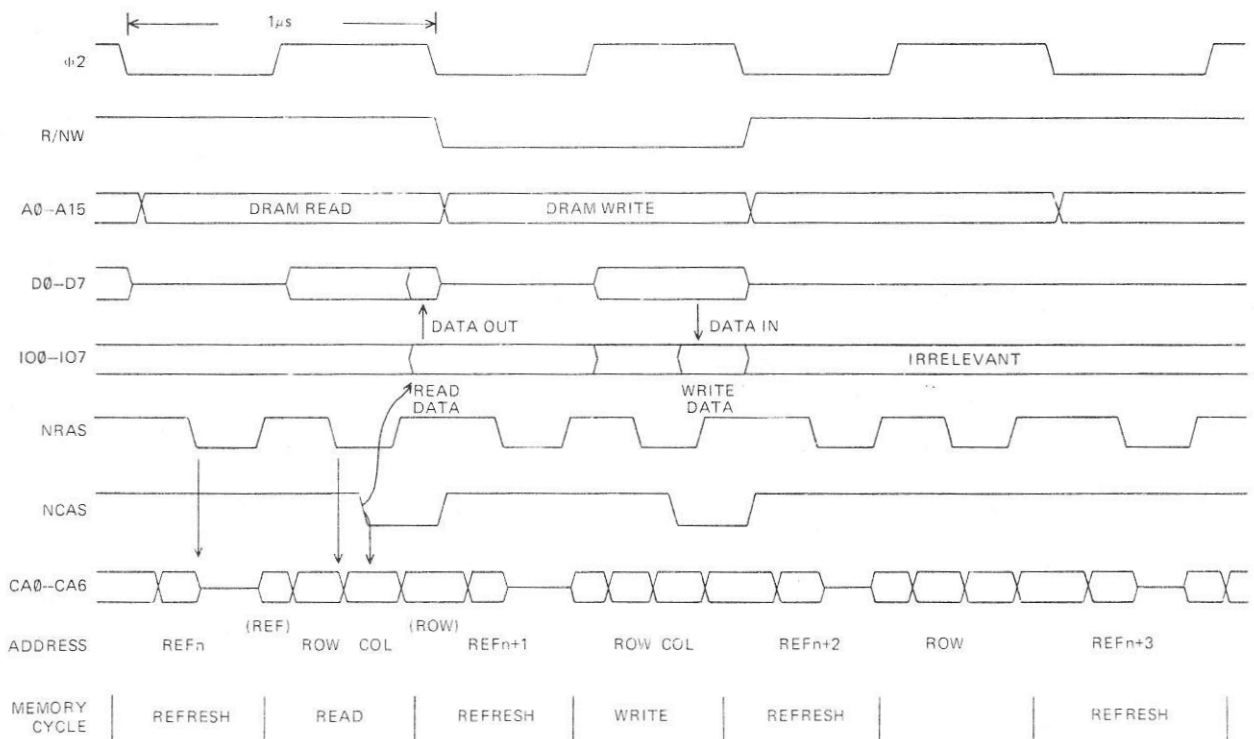 1μs
ϕ2
R/NW
A0–A15 DRAM READ DRAM WRITE
D0–D7
DATA OUT DATA IN
IO0–IO7 IRRELEVANT
READ DATA
WRITE DATA
NRAS
NCAS
CA0–CA6
(REF) (ROW)
ADDRESS REFn ROW COL REFn+1 ROW COL REFn+2 ROW REFn+3
MEMORY CYCLE REFRESH READ REFRESH WRITE REFRESH REFRESH